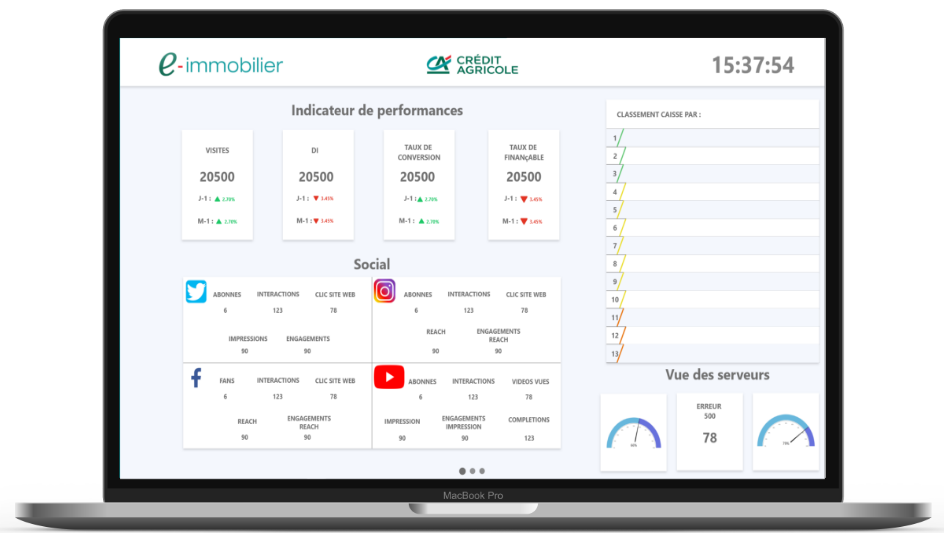 e-immobilier
CRÉDIT
AGRICOLE
15:37:54
Indicateur de performances
VISITES
20500
J-1 : 2.70%
M-1 : 2.70%
DI
20500
J-1 : 3.45%
M-1 : 3.45%
TAUX DE
CONVERSION
20500
J-1 : 2.70%
M-1 : 2.70%
TAUX DE
FINANçABLE
20500
J-1 : 3.45%
M-1 : 3.45%
CLASSEMENT CAISSE PAR :
1
2
3
4
5
6
7
8
9
10
11
12
13
Social
ABONNES INTERACTIONS CLIC SITE WEB
6 123 78
IMPRESSIONS ENGAGEMENTS
90 90
ABONNES INTERACTIONS CLIC SITE WEB
6 123 78
REACH ENGAGEMENTS
REACH
90 90
FANS INTERACTIONS CLIC SITE WEB
6 123 78
REACH ENGAGEMENTS
REACH
90 90
ABONNES INTERACTIONS VIDEOS VUES
6 123 78
IMPRESSION ENGAGEMENTS
IMPRESSION
COMPLETIONS
90 90 123
Vue des serveurs
ERREUR
500
78
MacBook Pro